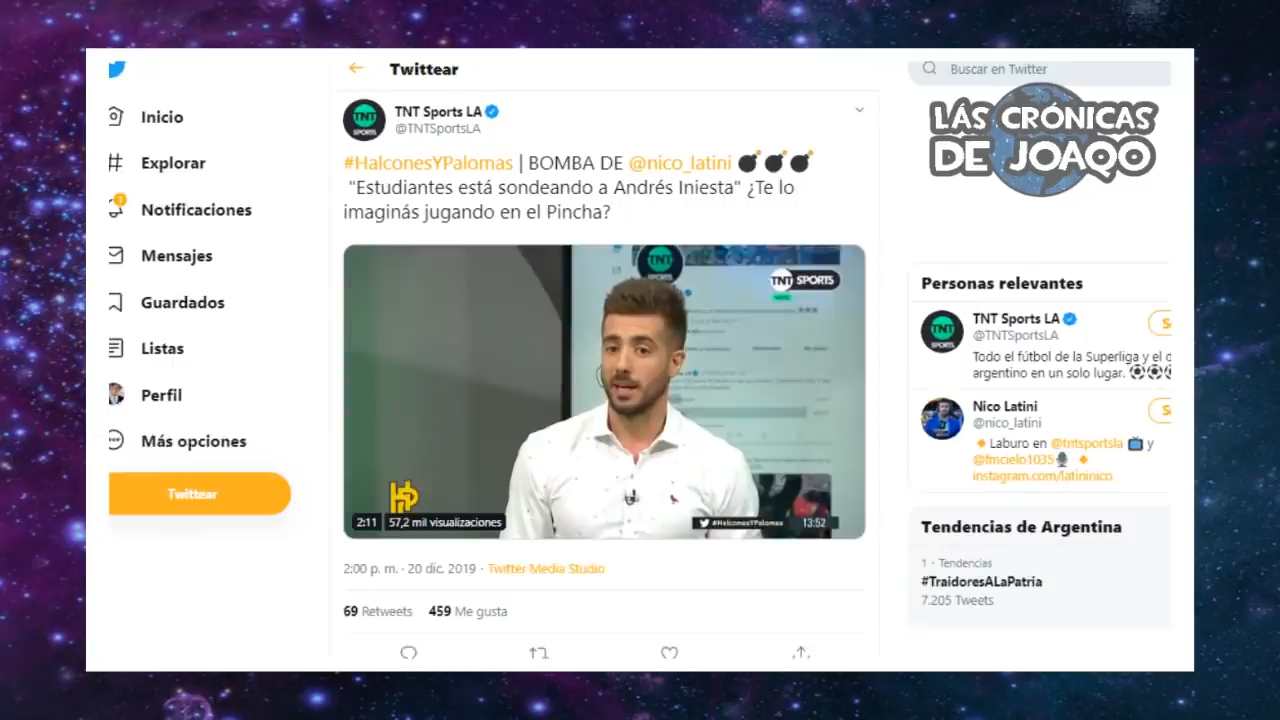 Twittear
Buscar en Twitter
LÁS CRÓNICAS
DE JOAQO
Inicio
Explorar
1
Notificaciones
Mensajes
Guardados
Listas
Perfil
Más opciones
Twittear
TNT Sports LA
@TNTSportsLA
#HalconesYPalomas | BOMBA DE @nico_latini 💣💣💣
"Estudiantes está sondeando a Andrés Iniesta" ¿Te lo
imaginás jugando en el Pincha?
TNT SPORTS
2:11 57,2 mil visualizaciones
#HalconesYPalomas 13:52
2:00 p. m. · 20 dic. 2019 · Twitter Media Studio
69 Retweets 459 Me gusta
Personas relevantes
TNT Sports LA
@TNTSportsLA
Todo el fútbol de la Superliga y el
argentino en un solo lugar. ⚽⚽⚽
Nico Latini
@nico_latini
🔸 Laburo en @tntsportsla 📺 y
@fmcielo1035🎙 🔸
instagram.com/latininico
Tendencias de Argentina
1 · Tendencias
#TraidoresALaPatria
7.205 Tweets